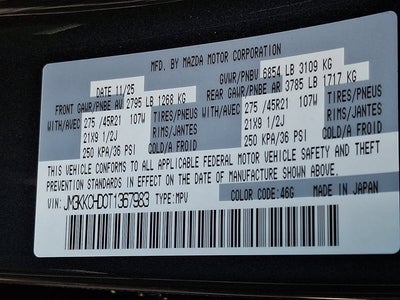 MFD. BY MAZDA MOTOR CORPORATION
DATE 11/25 GVWR/PNBV 6854 LB 3109 KG
FRONT GAWR/PNBE AV 2795 LB 1268 KG REAR GAWR/PNBE AR 3785 LB 1717 KG
WITH/AVEC 275 /45R21 107W TIRES/PNEUS WITH/AVEC 275 /45R21 107W TIRES/PNEUS
21X9 1/2J RIMS/JANTES 21X9 1/2J RIMS/JANTES
250 KPA/36 PSI COLD/A FROID 250 KPA/36 PSI COLD/A FROID
THIS VEHICLE CONFORMS TO ALL APPLICABLE FEDERAL MOTOR VEHICLE SAFETY AND THEFT
PREVENTION STANDARDS IN EFFECT ON THE DATE OF MANUFACTURE SHOWN ABOVE.
VIN: JM3KKCHD0T1367983 TYPE:MPV COLOR CODE:46G MADE IN JAPAN